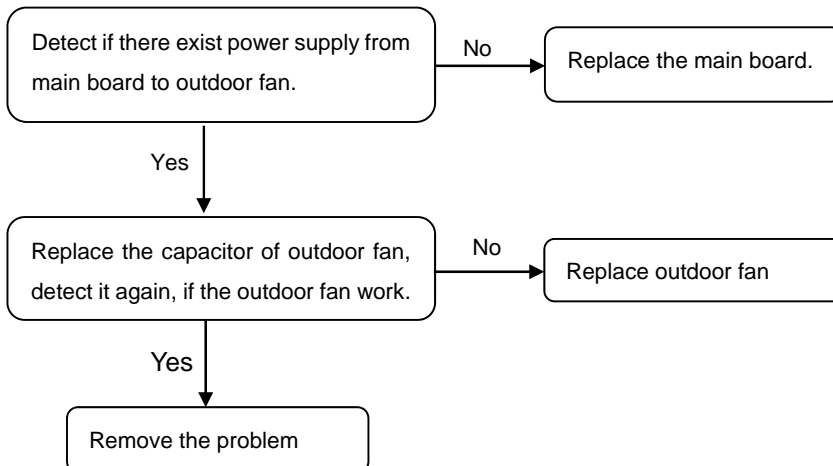 Detect if there exist power supply from
main board to outdoor fan.
No
Replace the main board.
Yes
Replace the capacitor of outdoor fan,
detect it again, if the outdoor fan work.
No
Replace outdoor fan
Yes
Remove the problem